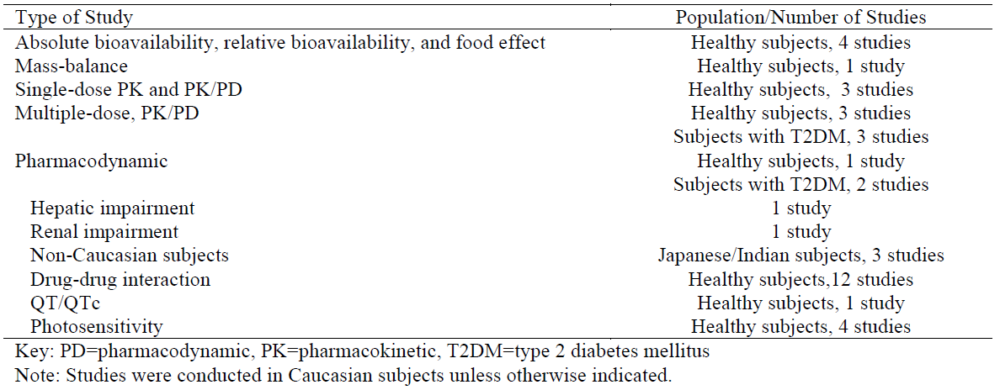 Type of Study Population/Number of Studies
Absolute bioavailability, relative bioavailability, and food effect Healthy subjects, 4 studies
Mass-balance Healthy subjects, 1 study
Single-dose PK and PK/PD Healthy subjects, 3 studies
Multiple-dose, PK/PD Healthy subjects, 3 studies
Subjects with T2DM, 3 studies
Pharmacodynamic Healthy subjects, 1 study
Subjects with T2DM, 2 studies
Hepatic impairment 1 study
Renal impairment 1 study
Non-Caucasian subjects Japanese/Indian subjects, 3 studies
Drug-drug interaction Healthy subjects,12 studies
QT/QTc Healthy subjects, 1 study
Photosensitivity Healthy subjects, 4 studies
Key: PD=pharmacodynamic, PK=pharmacokinetic, T2DM=type 2 diabetes mellitus
Note: Studies were conducted in Caucasian subjects unless otherwise indicated.